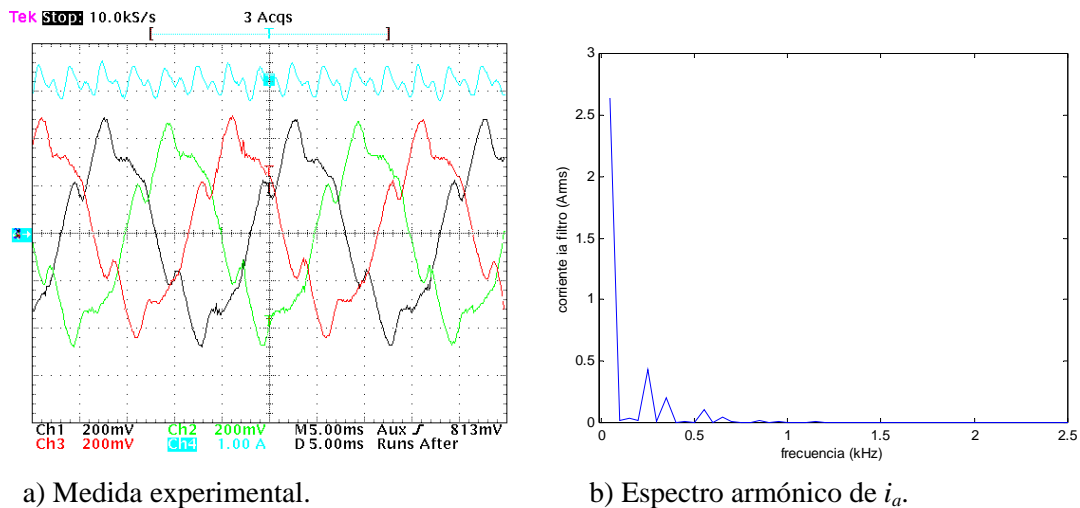 Tek Stop: 10.0kS/s 3 Acqs
T
Ch1 200mV Ch2 200mV M 5.00ms Aux ʃ 813mV
Ch3 200mV Ch4 1.00 A D 5.00ms Runs After
3
2.5
2
1.5
1
0.5
0
corriente ia filtro (Arms)
0 0.5 1 1.5 2 2.5
frecuencia (kHz)
a) Medida experimental.
b) Espectro armónico de ia.